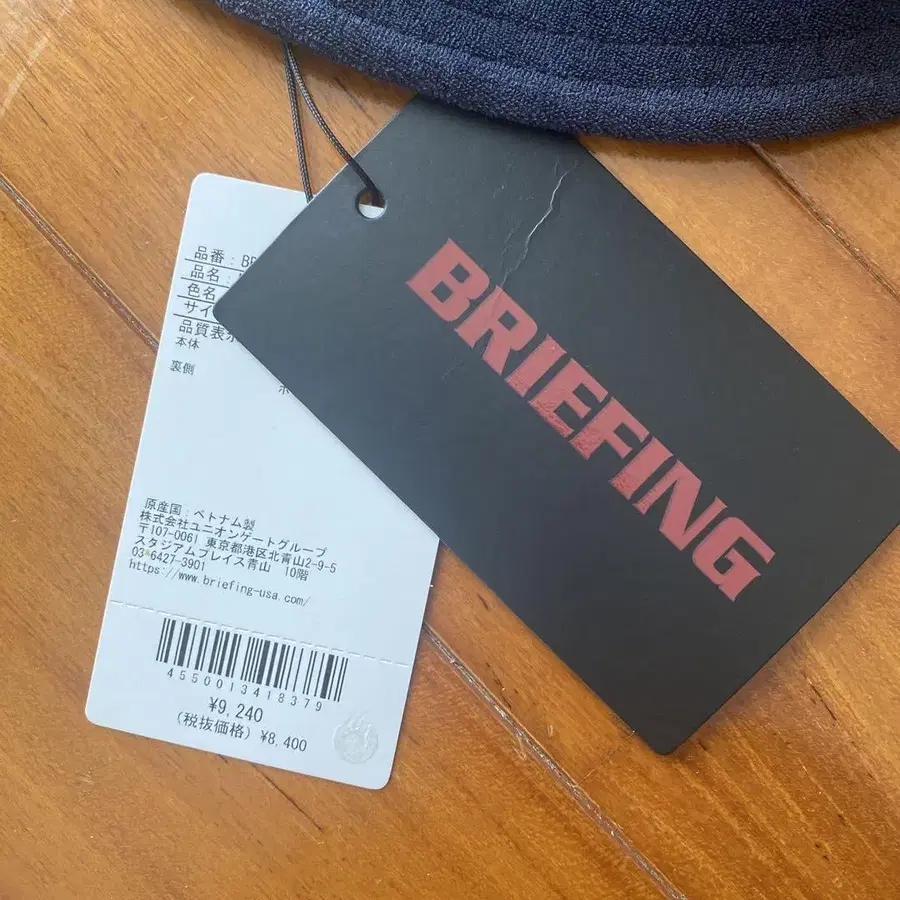 品番：BR
品名：
色名
サイ
品質表示
本体
裏側
原産国：ベトナム製
株式会社ユニオンゲートグループ
〒107-0061 東京都港区北青山2-9-5
スタジアムプレイス青山　10階
03-6427-3901
https://www.briefing-usa.com/
4550013418379
¥9,240
(税抜価格) ¥8,400
BRIEFING